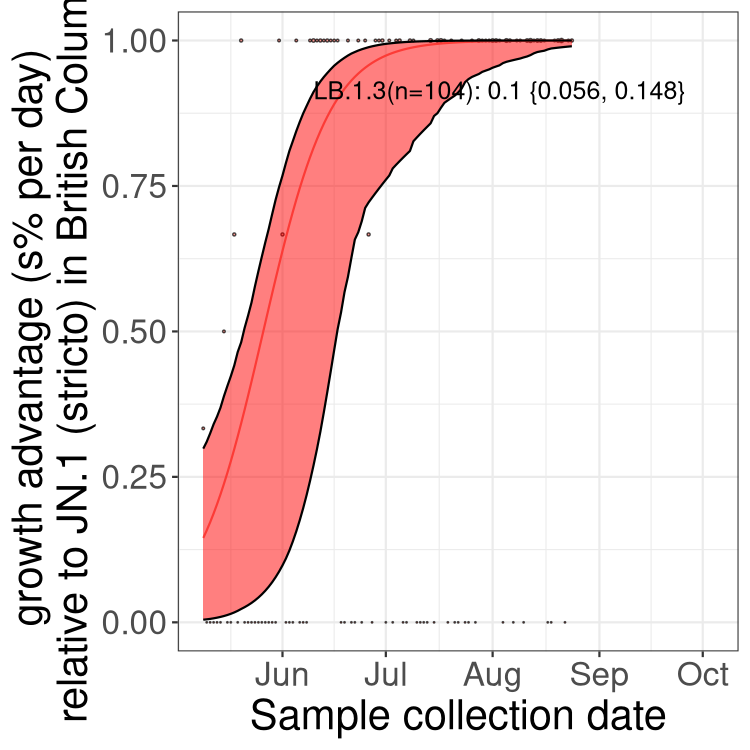 growth advantage (s% per day)
relative to JN.1 (stricto) in British Colum
1.00
0.75
0.50
0.25
0.00
LB.1.3(n=104): 0.1 {0.056, 0.148}
Jun Jul Aug Sep Oct
Sample collection date